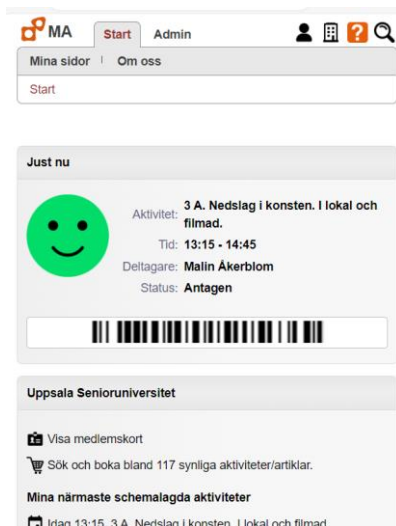 MA Start Admin
Mina sidor Om oss
Start
Just nu
Aktivitet: 3 A. Nedslag i konsten. I lokal och
filmad.
Tid: 13:15 - 14:45
Deltagare: Malin Åkerblom
Status: Antagen
Uppsala Senioruniversitet
Visa medlemskort
Sök och boka bland 117 synliga aktiviteter/artiklar.
Mina närmaste schemalagda aktiviteter
Idag 13:15, 3 A. Nedslag i konsten. I lokal och filmad.